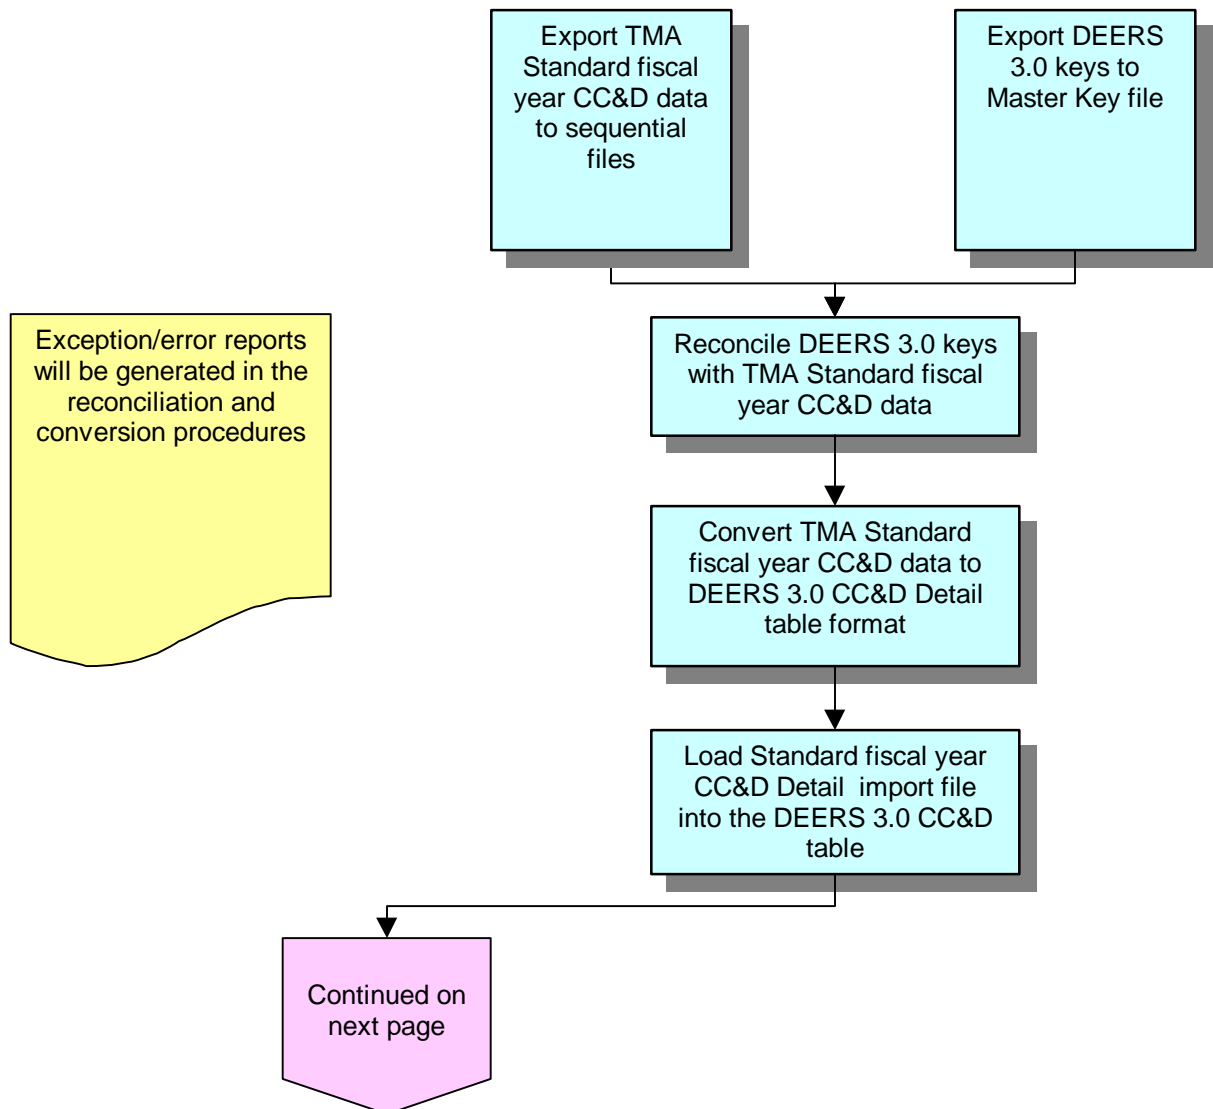 Export TMA
Standard fiscal
year CC&D data
to sequential
files
Export DEERS
3.0 keys to
Master Key file
Exception/error reports
will be generated in the
reconciliation and
conversion procedures
Reconcile DEERS 3.0 keys
with TMA Standard fiscal
year CC&D data
Convert TMA Standard
fiscal year CC&D data to
DEERS 3.0 CC&D Detail
table format
Load Standard fiscal year
CC&D Detail  import file
into the DEERS 3.0 CC&D
table
Continued on
next page